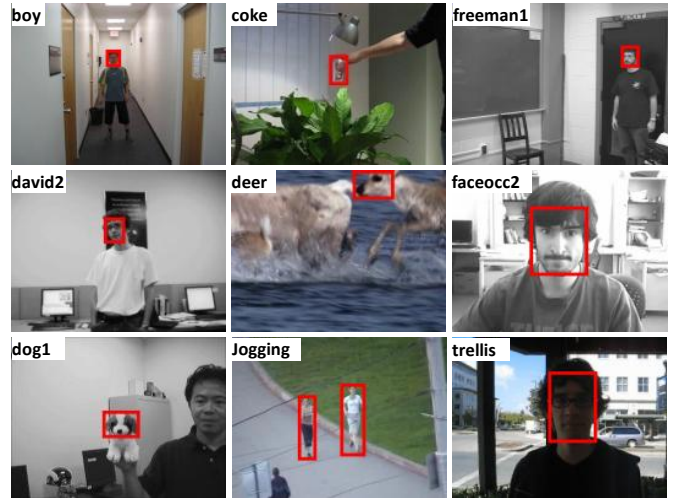 boy
coke
freeman1
david2
deer
faceocc2
dog1
Jogging
trellis